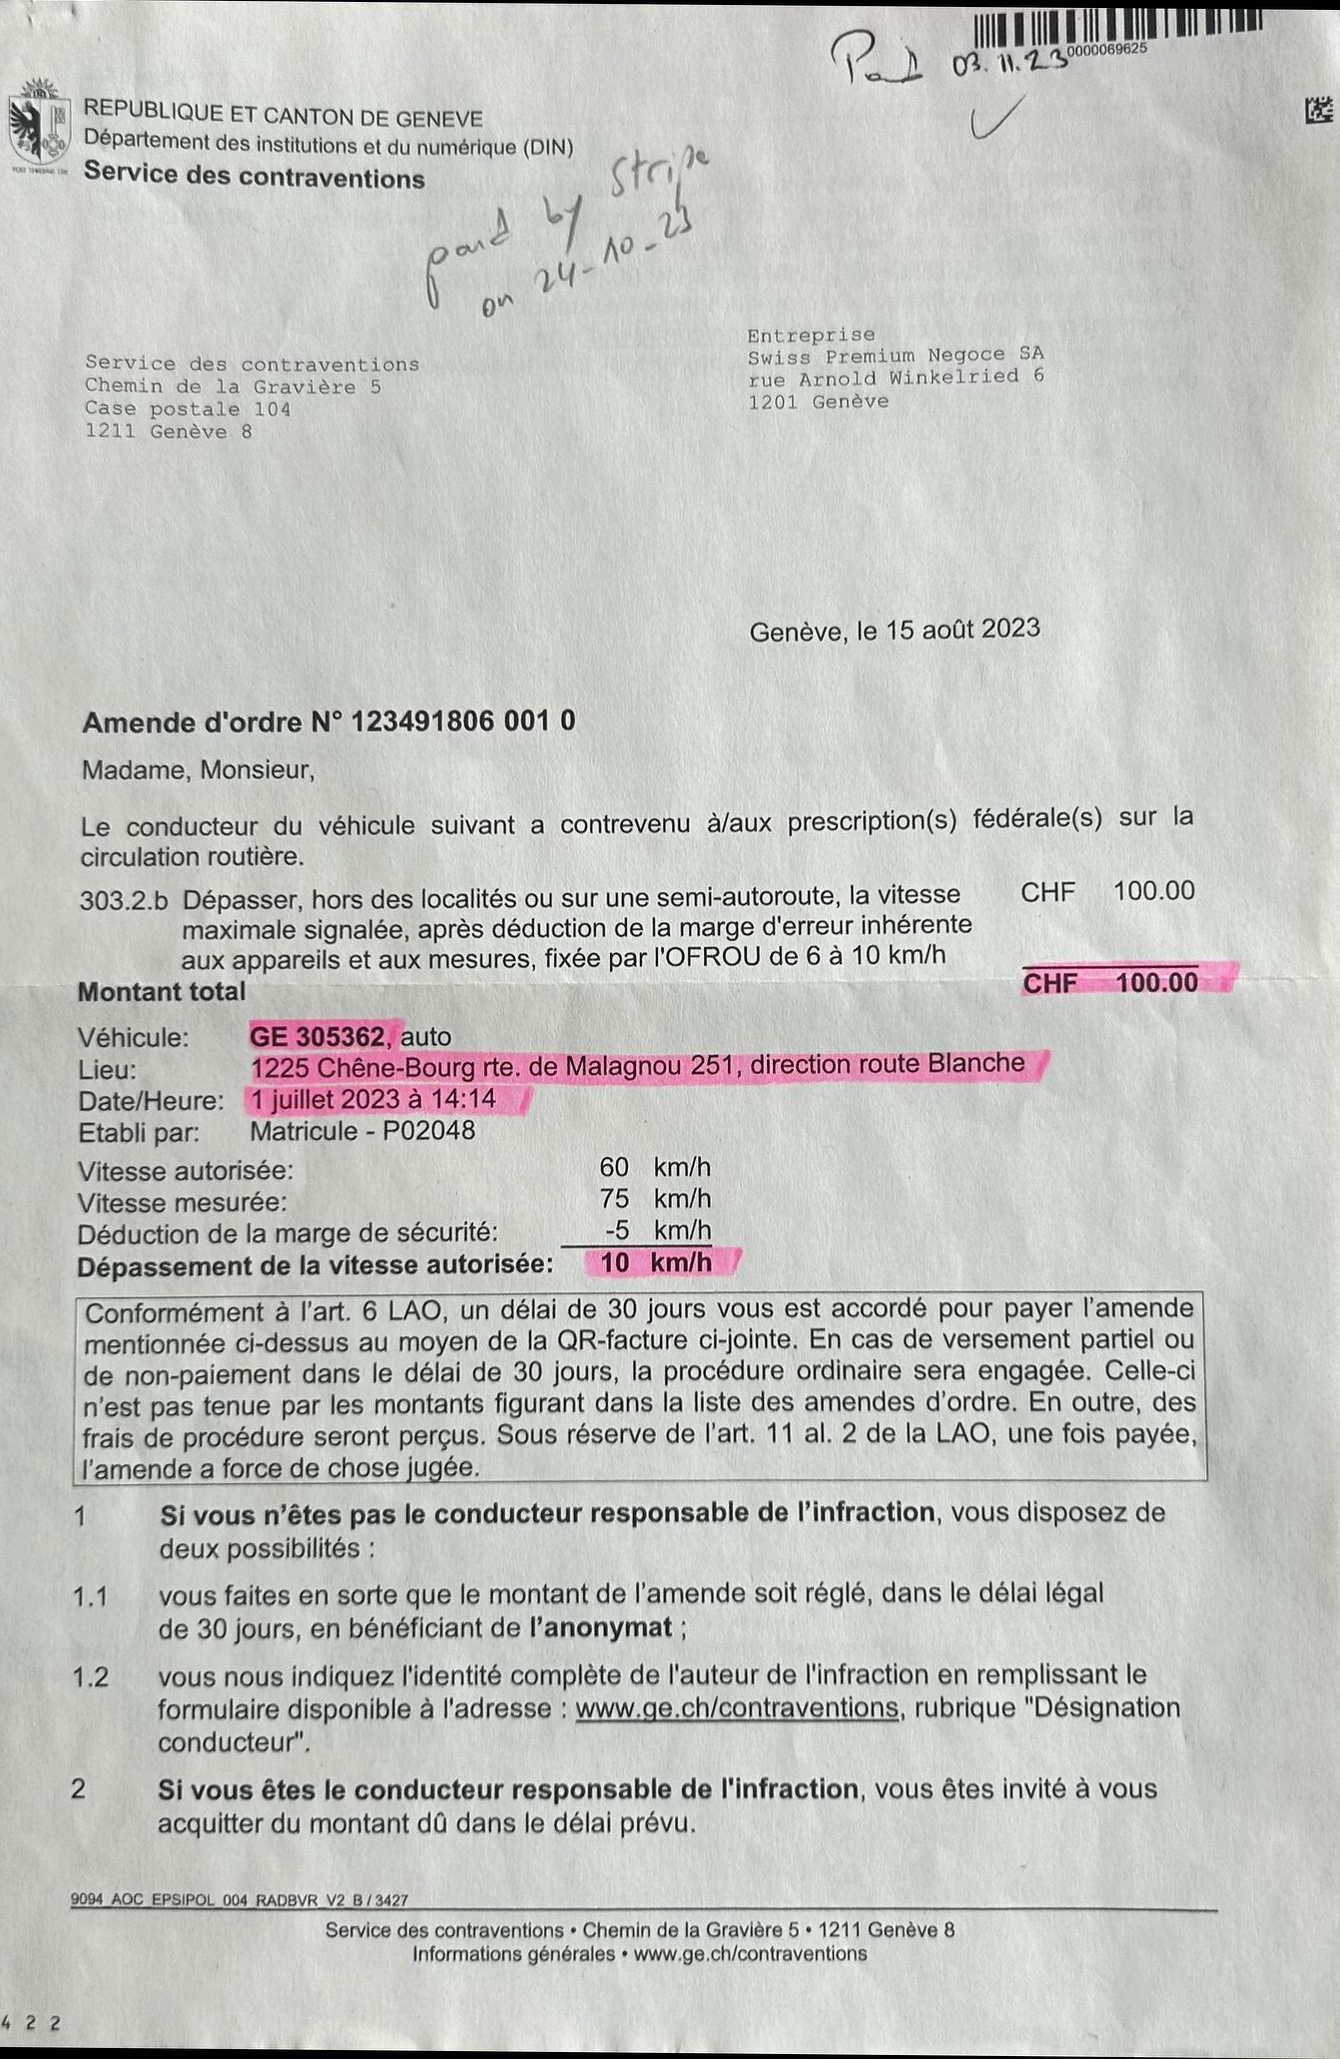 Paid 03.11.23
0000069625
REPUBLIQUE ET CANTON DE GENEVE
Département des institutions et du numérique (DIN)
Service des contraventions
paid by stripe
on 24-10-23
Service des contraventions
Chemin de la Gravière 5
Case postale 104
1211 Genève 8
Entreprise
Swiss Premium Negoce SA
rue Arnold Winkelried 6
1201 Genève
Genève, le 15 août 2023
Amende d'ordre N° 123491806 001 0
Madame, Monsieur,
Le conducteur du véhicule suivant a contrevenu à/aux prescription(s) fédérale(s) sur la
circulation routière.
303.2.b Dépasser, hors des localités ou sur une semi-autoroute, la vitesse CHF 100.00
maximale signalée, après déduction de la marge d'erreur inhérente
aux appareils et aux mesures, fixée par l'OFROU de 6 à 10 km/h
Montant total CHF 100.00
Véhicule: GE 305362, auto
Lieu: 1225 Chêne-Bourg rte. de Malagnou 251, direction route Blanche
Date/Heure: 1 juillet 2023 à 14:14
Etabli par: Matricule - P02048
Vitesse autorisée: 60 km/h
Vitesse mesurée: 75 km/h
Déduction de la marge de sécurité: -5 km/h
Dépassement de la vitesse autorisée: 10 km/h
Conformément à l'art. 6 LAO, un délai de 30 jours vous est accordé pour payer l'amende
mentionnée ci-dessus au moyen de la QR-facture ci-jointe. En cas de versement partiel ou
de non-paiement dans le délai de 30 jours, la procédure ordinaire sera engagée. Celle-ci
n'est pas tenue par les montants figurant dans la liste des amendes d'ordre. En outre, des
frais de procédure seront perçus. Sous réserve de l'art. 11 al. 2 de la LAO, une fois payée,
l'amende a force de chose jugée.
1 Si vous n'êtes pas le conducteur responsable de l'infraction, vous disposez de
deux possibilités :
1.1 vous faites en sorte que le montant de l'amende soit réglé, dans le délai légal
de 30 jours, en bénéficiant de l'anonymat ;
1.2 vous nous indiquez l'identité complète de l'auteur de l'infraction en remplissant le
formulaire disponible à l'adresse : www.ge.ch/contraventions, rubrique "Désignation
conducteur".
2 Si vous êtes le conducteur responsable de l'infraction, vous êtes invité à vous
acquitter du montant dû dans le délai prévu.
9094_AOC_EPSIPOL_004_RADBVR_V2_B / 3427
Service des contraventions • Chemin de la Gravière 5 • 1211 Genève 8
Informations générales • www.ge.ch/contraventions
4 2 2